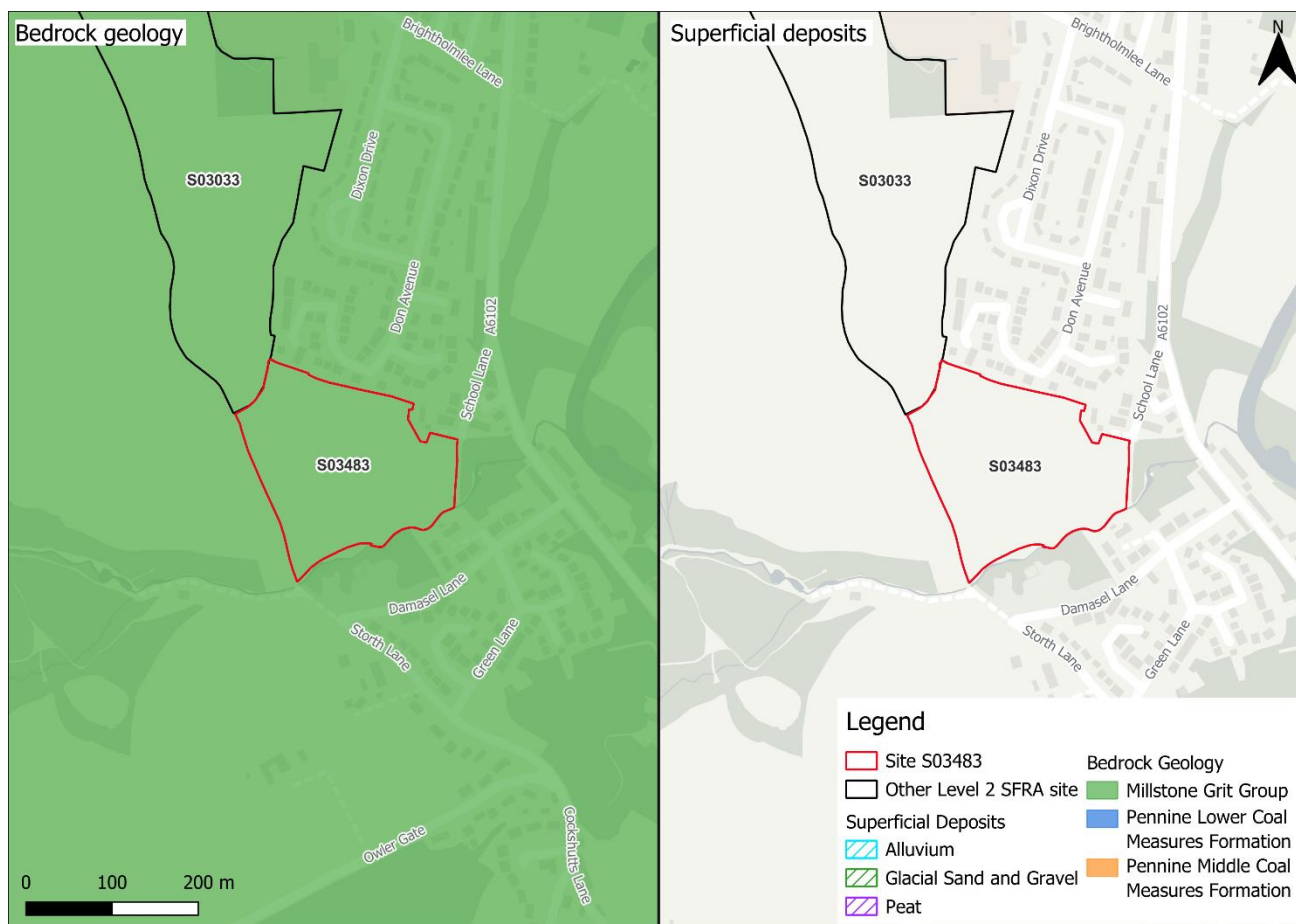 Bedrock geology
Brightholmlee Lane
S03033
Dixon Drive
Don Avenue
A6102
School Lane
S03483
Damasel Lane
Storth Lane
Green Lane
Owler Gate
Cockshutts Lane
0 100 200 m
Superficial deposits
N
Brightholmlee Lane
S03033
Dixon Drive
Don Avenue
A6102
School Lane
S03483
Damasel Lane
Storth Lane
Green Lane
Legend
Site S03483
Other Level 2 SFRA site
Superficial Deposits
Alluvium
Glacial Sand and Gravel
Peat
Bedrock Geology
Millstone Grit Group
Pennine Lower Coal
Measures Formation
Pennine Middle Coal
Measures Formation